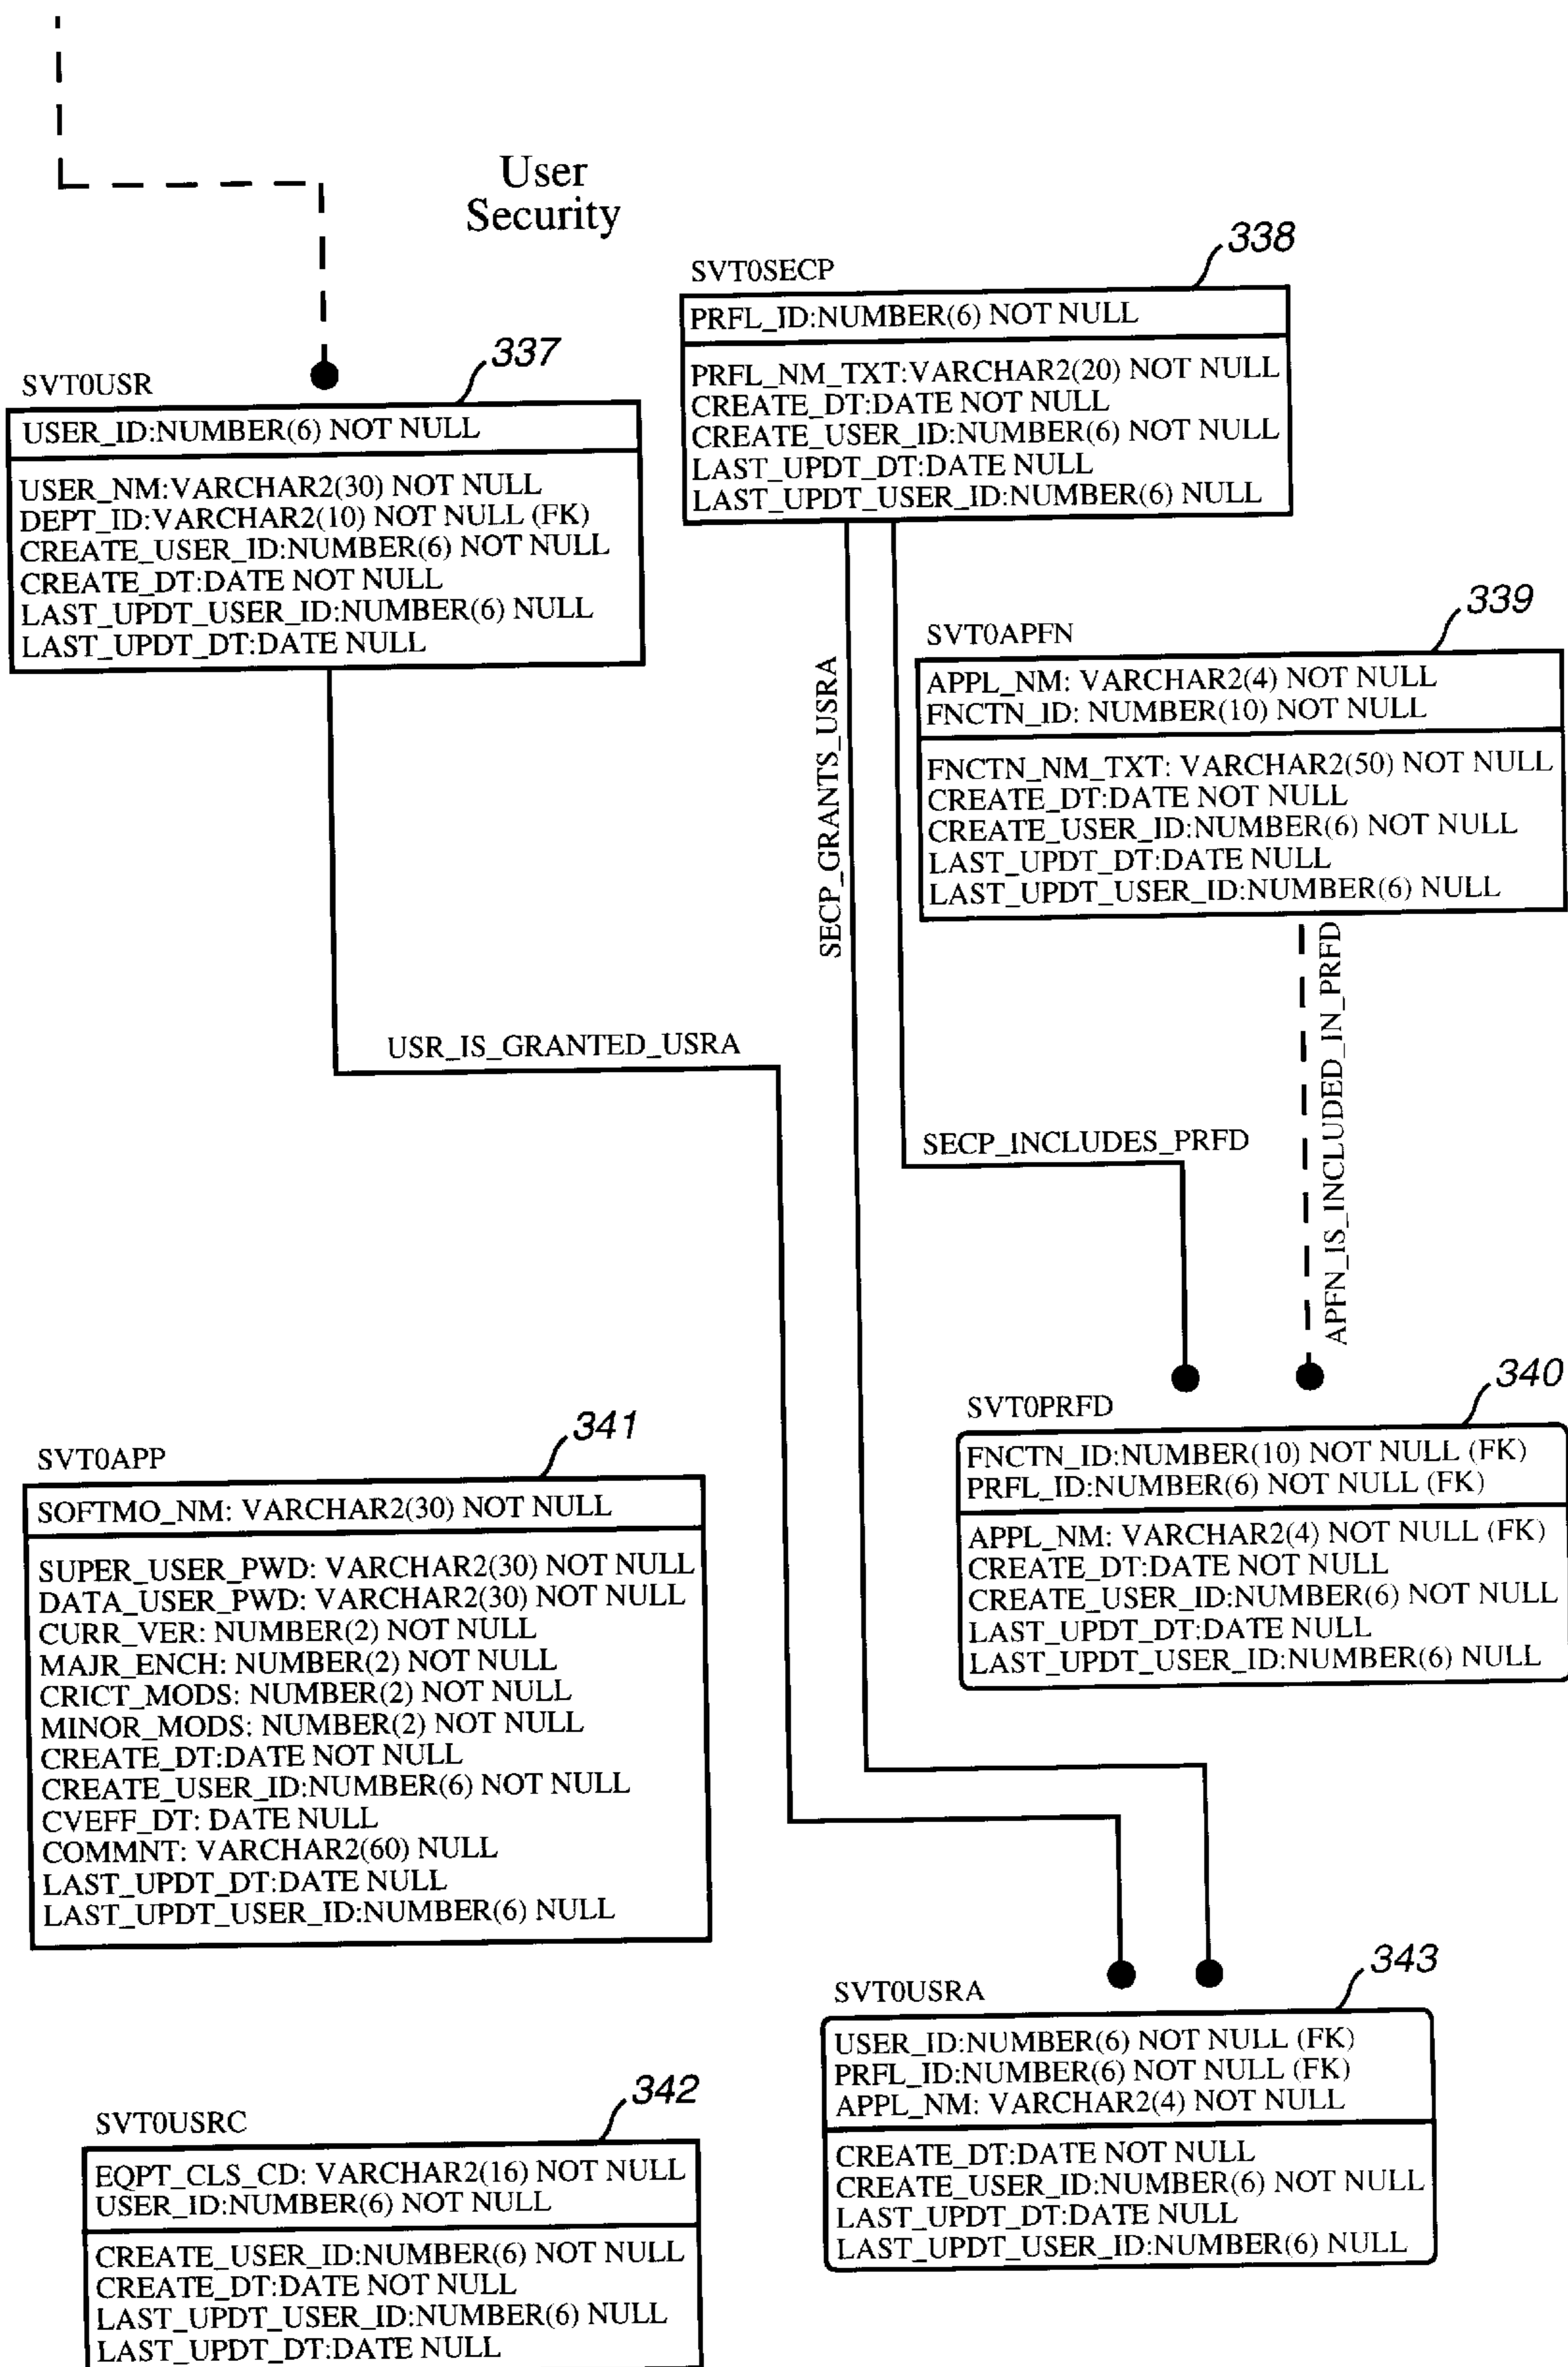 User
Security
338
SVT0SECP
PRFL_ID:NUMBER(6) NOT NULL
PRFL_NM_TXT:VARCHAR2(20) NOT NULL
CREATE_DT:DATE NOT NULL
CREATE_USER_ID:NUMBER(6) NOT NULL
LAST_UPDT_DT:DATE NULL
LAST_UPDT_USER_ID:NUMBER(6) NULL
337
SVT0USR
USER_ID:NUMBER(6) NOT NULL
USER_NM:VARCHAR2(30) NOT NULL
DEPT_ID:VARCHAR2(10) NOT NULL (FK)
CREATE_USER_ID:NUMBER(6) NOT NULL
CREATE_DT:DATE NOT NULL
LAST_UPDT_USER_ID:NUMBER(6) NULL
LAST_UPDT_DT:DATE NULL
339
SVT0APFN
APPL_NM: VARCHAR2(4) NOT NULL
FNCTN_ID: NUMBER(10) NOT NULL
FNCTN_NM_TXT: VARCHAR2(50) NOT NULL
CREATE_DT:DATE NOT NULL
CREATE_USER_ID:NUMBER(6) NOT NULL
LAST_UPDT_DT:DATE NULL
LAST_UPDT_USER_ID:NUMBER(6) NULL
SECP_GRANTS_USRA
USR_IS_GRANTED_USRA
SECP_INCLUDES_PRFD
APFN_IS_INCLUDED_IN_PRFD
340
SVT0PRFD
FNCTN_ID:NUMBER(10) NOT NULL (FK)
PRFL_ID:NUMBER(6) NOT NULL (FK)
APPL_NM: VARCHAR2(4) NOT NULL (FK)
CREATE_DT:DATE NOT NULL
CREATE_USER_ID:NUMBER(6) NOT NULL
LAST_UPDT_DT:DATE NULL
LAST_UPDT_USER_ID:NUMBER(6) NULL
341
SVT0APP
SOFTMO_NM: VARCHAR2(30) NOT NULL
SUPER_USER_PWD: VARCHAR2(30) NOT NULL
DATA_USER_PWD: VARCHAR2(30) NOT NULL
CURR_VER: NUMBER(2) NOT NULL
MAJR_ENCH: NUMBER(2) NOT NULL
CRICT_MODS: NUMBER(2) NOT NULL
MINOR_MODS: NUMBER(2) NOT NULL
CREATE_DT:DATE NOT NULL
CREATE_USER_ID:NUMBER(6) NOT NULL
CVEFF_DT: DATE NULL
COMMNT: VARCHAR2(60) NULL
LAST_UPDT_DT:DATE NULL
LAST_UPDT_USER_ID:NUMBER(6) NULL
343
SVT0USRA
USER_ID:NUMBER(6) NOT NULL (FK)
PRFL_ID:NUMBER(6) NOT NULL (FK)
APPL_NM: VARCHAR2(4) NOT NULL
CREATE_DT:DATE NOT NULL
CREATE_USER_ID:NUMBER(6) NOT NULL
LAST_UPDT_DT:DATE NULL
LAST_UPDT_USER_ID:NUMBER(6) NULL
342
SVT0USRC
EQPT_CLS_CD: VARCHAR2(16) NOT NULL
USER_ID:NUMBER(6) NOT NULL
CREATE_USER_ID:NUMBER(6) NOT NULL
CREATE_DT:DATE NOT NULL
LAST_UPDT_USER_ID:NUMBER(6) NULL
LAST_UPDT_DT:DATE NULL